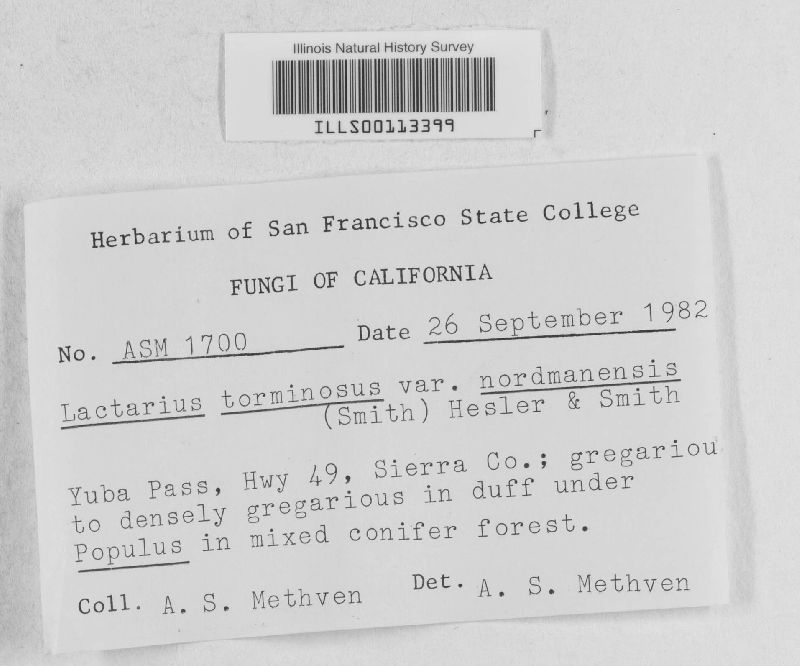 Illinois Natural History Survey
ILLS00113399
Herbarium of San Francisco State College
FUNGI OF CALIFORNIA
No. ASM 1700 Date 26 September 1982
Lactarius torminosus var. nordmanensis
(Smith) Hesler & Smith
Yuba Pass, Hwy 49, Sierra Co.; gregariou
to densely gregarious in duff under
Populus in mixed conifer forest.
Coll. A. S. Methven Det. A. S. Methven